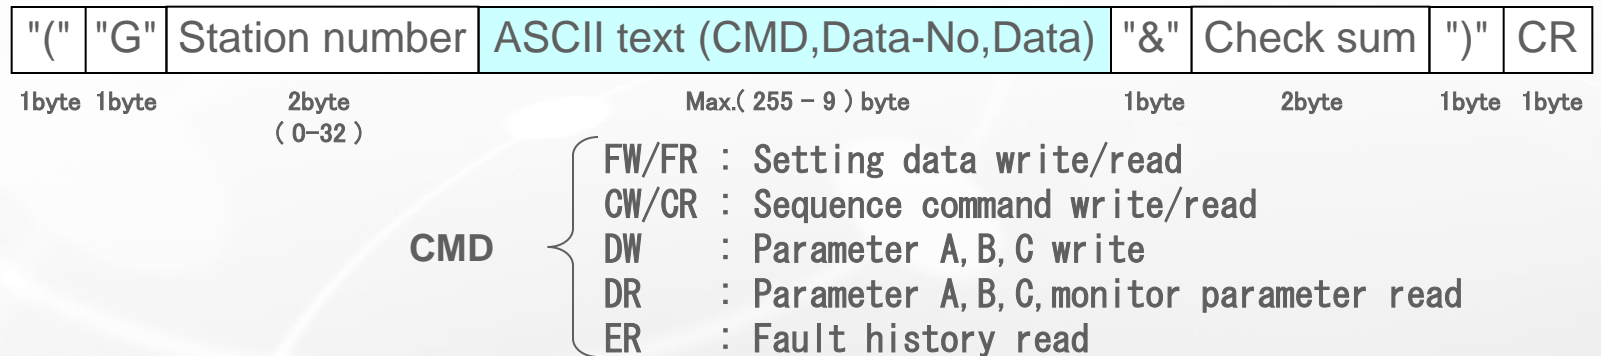 "(" "G" Station number ASCII text (CMD,Data-No,Data) "&" Check sum ")" CR
1byte 1byte 2byte Max.( 255 - 9 ) byte 1byte 2byte 1byte 1byte
( 0-32 )
FW/FR : Setting data write/read
CW/CR : Sequence command write/read
CMD DW : Parameter A,B,C write
DR : Parameter A,B,C,monitor parameter read
ER : Fault history read